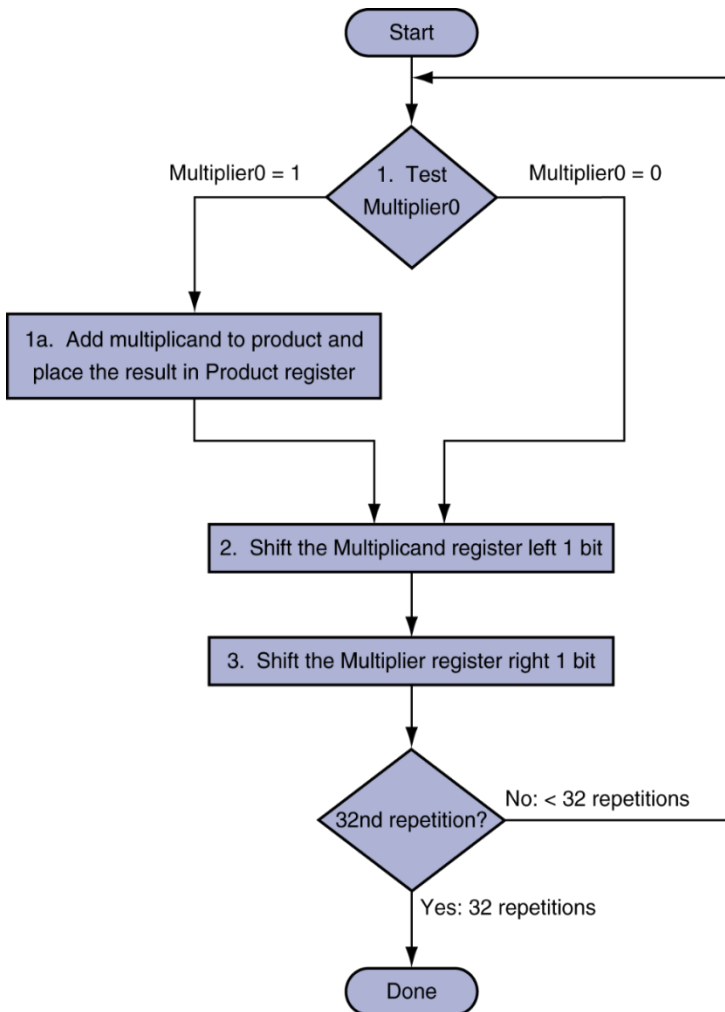 Start
1. Test
Multiplier0
Multiplier0 = 1
Multiplier0 = 0
1a. Add multiplicand to product and
place the result in Product register
2. Shift the Multiplicand register left 1 bit
3. Shift the Multiplier register right 1 bit
32nd repetition?
No: < 32 repetitions
Yes: 32 repetitions
Done